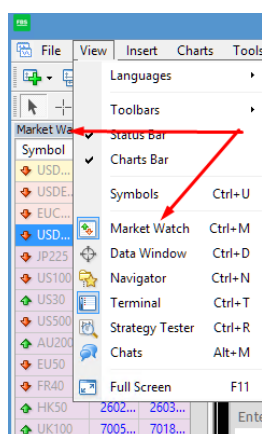 FBS
File View Insert Charts Tools
Languages
Toolbars
Market Wa
Status Bar
Symbol
Charts Bar
USD...
USDE...
Symbols Ctrl+U
EUC...
USD...
Market Watch Ctrl+M
JP225
Data Window Ctrl+D
US100
Navigator Ctrl+N
US30
Terminal Ctrl+T
US500
Strategy Tester Ctrl+R
AU200
Chats Alt+M
EU50
FR40
Full Screen F11
HK50 2602... 2603...
Ente
UK100 7005... 7018...